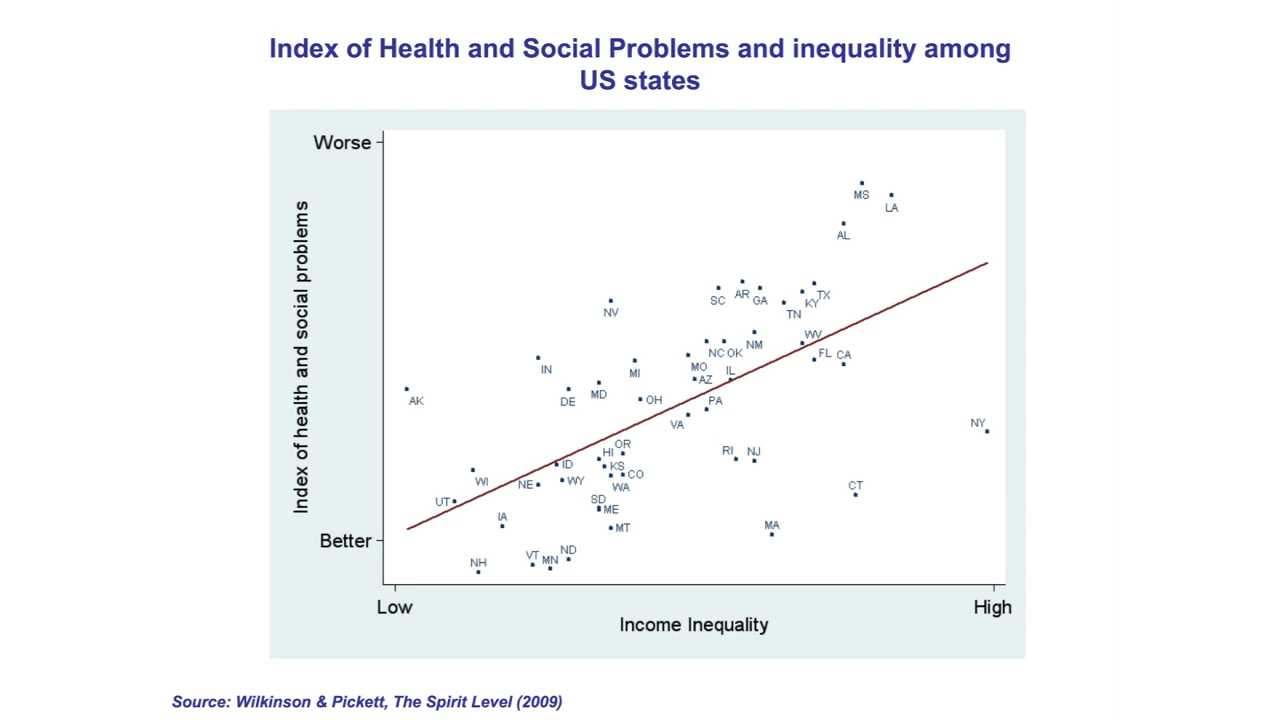 Index of Health and Social Problems and inequality among
US states
Worse
Index of health and social problems
MS
LA
AL
SC
AR
GA
TX
KY
TN
NV
WV
NM
NC
OK
FL
CA
IN
MI
MO
IL
AZ
AK
DE
MD
OH
PA
VA
NY
OR
HI
RI
NJ
ID
KS
CO
WI
NE
WY
WA
CT
UT
SD
ME
IA
MT
MA
Better
ND
VT
MN
NH
Low
High
Income Inequality
Source: Wilkinson & Pickett, The Spirit Level (2009)